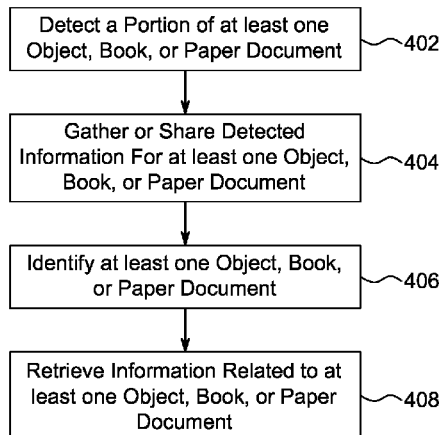 Detect a Portion of at least one
Object, Book, or Paper Document
402
Gather or Share Detected
Information For at least one Object,
Book, or Paper Document
404
Identify at least one Object, Book,
or Paper Document
406
Retrieve Information Related to at
least one Object, Book, or Paper
Document
408